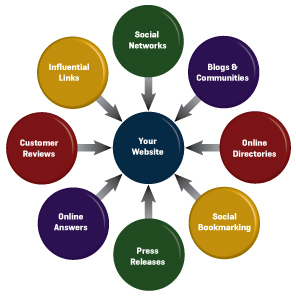 Social
Networks
Influential
Links
Blogs &
Communities
Customer
Reviews
Your
Website
Online
Directories
Online
Answers
Social
Bookmarking
Press
Releases